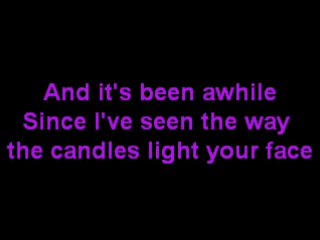 And it's been awhile
Since I've seen the way
the candles light your face